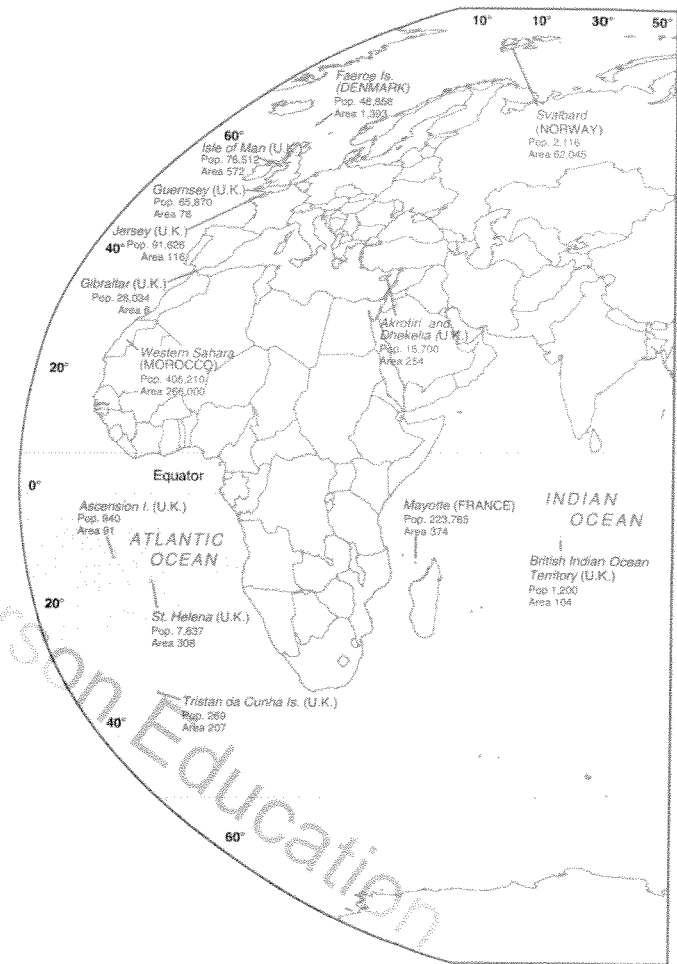 10° 10° 30° 50°
Faeroe Is.
(DENMARK)
Pop. 48,856
Area 1,393
Svalbard
(NORWAY)
Pop. 2,116
Area 62,045
60°
Isle of Man (U.K.)
Pop. 76,512
Area 572
Guernsey (U.K.)
Pop. 65,870
Area 78
Jersey (U.K.)
40°
Pop. 91,626
Area 116
Gibraltar (U.K.)
Pop. 28,034
Area 6
Akrotiri and
Dhekelia (U.K.)
Pop. 15,700
Area 254
Western Sahara
(MOROCCO)
Pop. 405,210
Area 266,000
20°
Equator
0°
Ascension I. (U.K.)
Pop. 940
Area 91
ATLANTIC
OCEAN
Mayotte (FRANCE)
Pop. 223,765
Area 374
INDIAN
OCEAN
British Indian Ocean
Territory (U.K.)
Pop 1,200
Area 104
20°
St. Helena (U.K.)
Pop. 7,637
Area 308
Tristan da Cunha Is. (U.K.)
Pop. 269
Area 207
40°
60°
Education